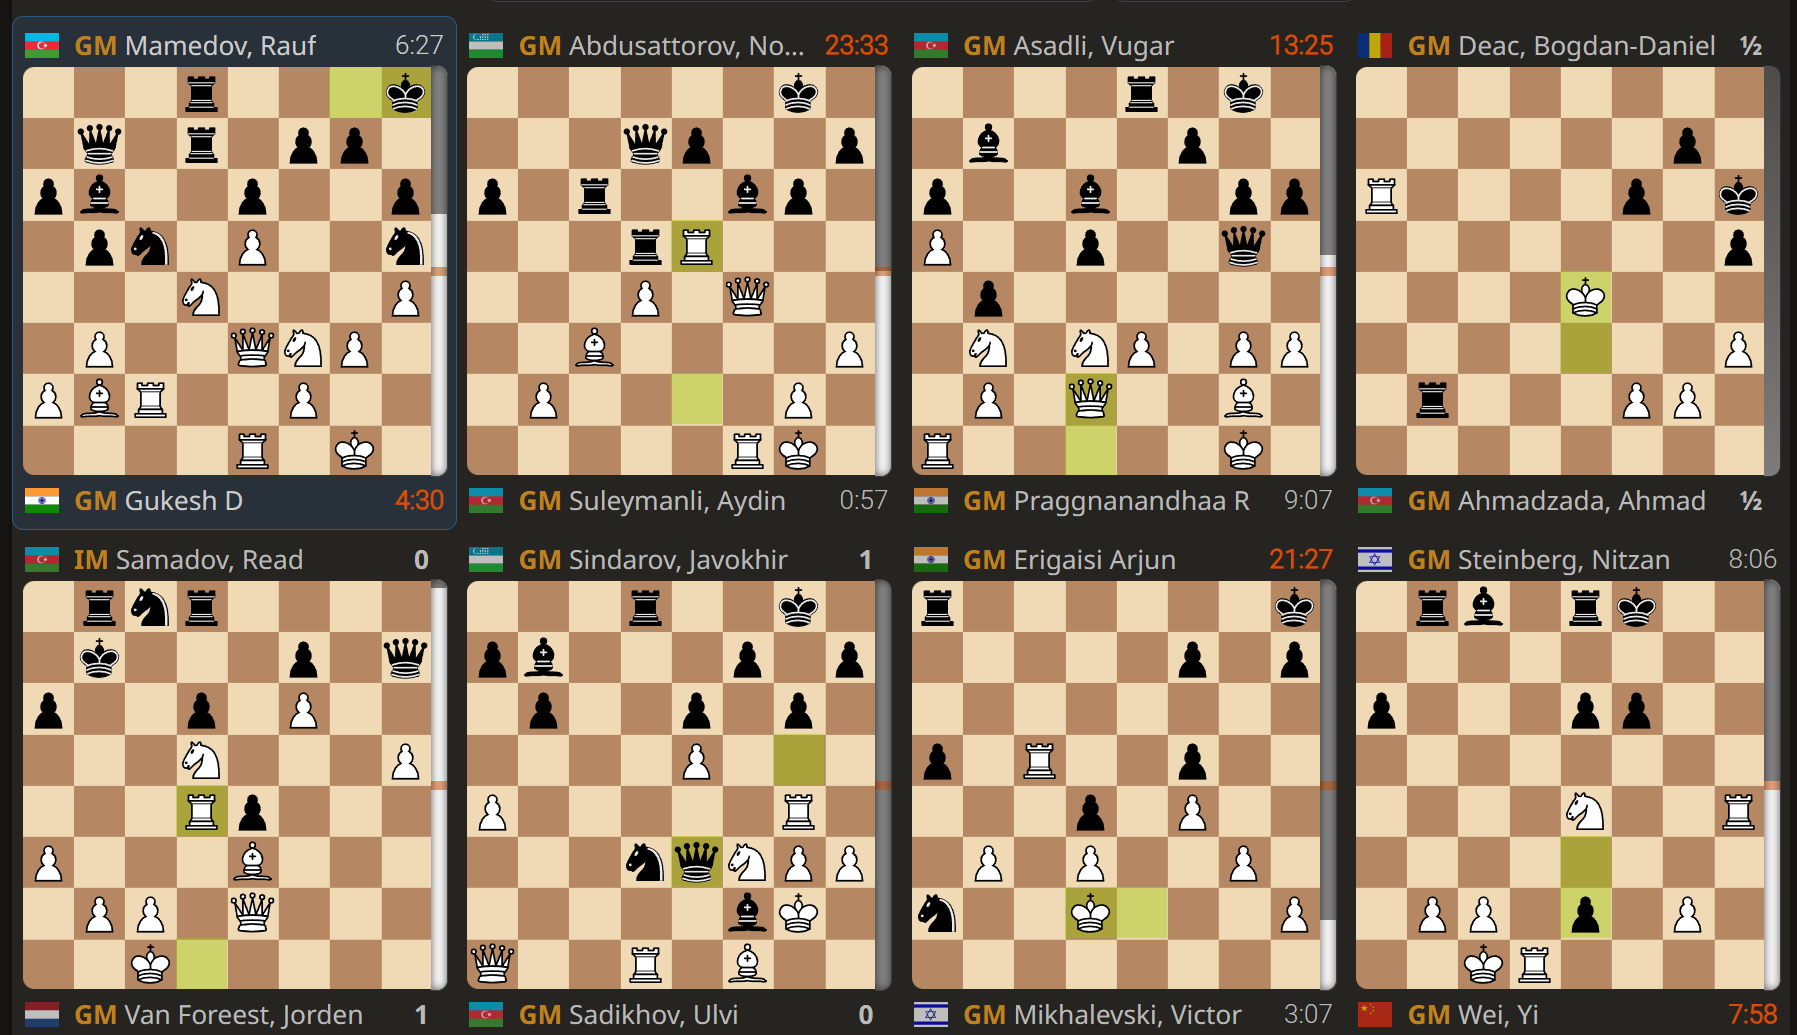 GM Mamedov, Rauf 6:27
GM Abdusattorov, No... 23:33
GM Asadli, Vugar 13:25
GM Deac, Bogdan-Daniel ½
GM Gukesh D 4:30
GM Suleymanli, Aydin 0:57
GM Praggnanandhaa R 9:07
GM Ahmadzada, Ahmad ½
IM Samadov, Read 0
GM Sindarov, Javokhir 1
GM Erigaisi Arjun 21:27
GM Steinberg, Nitzan 8:06
GM Van Foreest, Jorden 1
GM Sadikhov, Ulvi 0
GM Mikhalevski, Victor 3:07
GM Wei, Yi 7:58